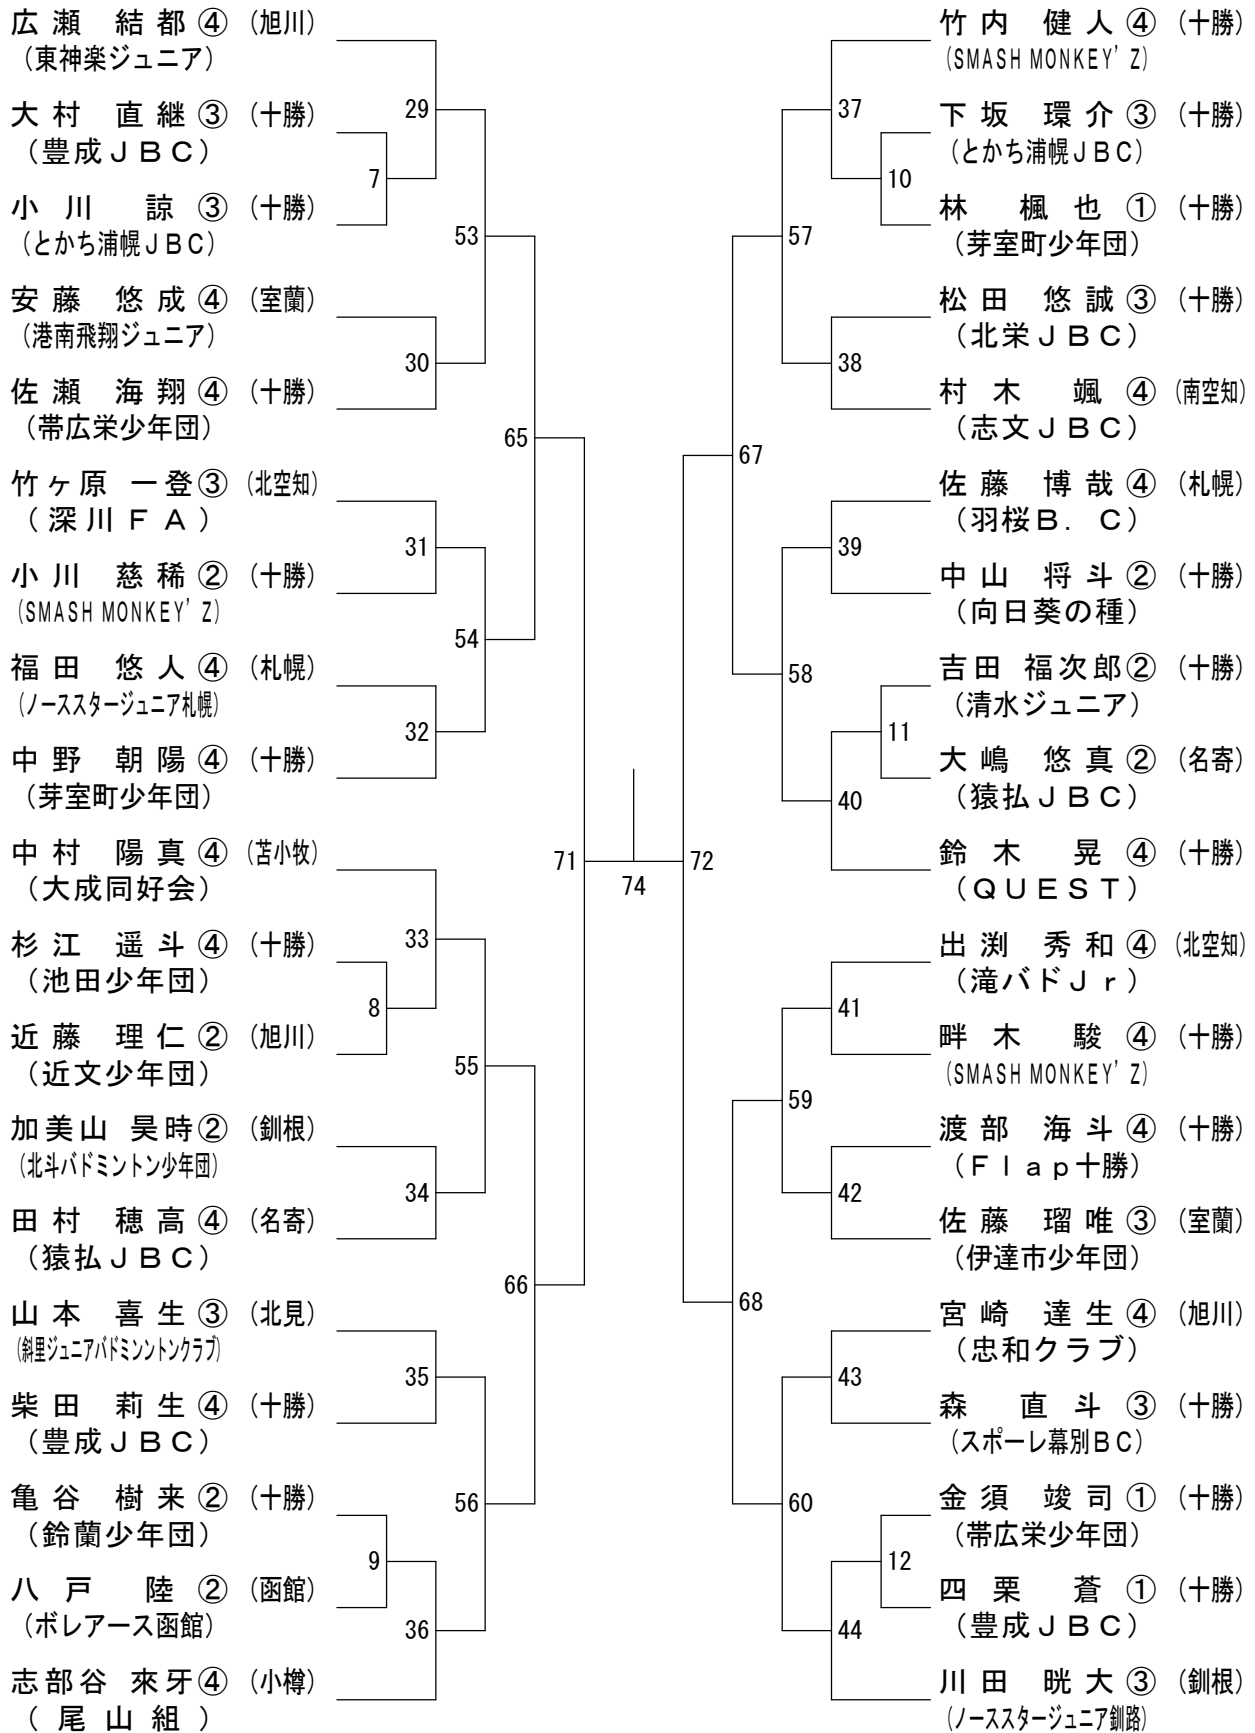 広瀬 結都④ (旭川)
(東神楽ジュニア)
大村 直継③ (十勝)
(豊成JBC)
小川 諒③ (十勝)
(とかち浦幌JBC)
安藤 悠成④ (室蘭)
(港南飛翔ジュニア)
佐瀬 海翔④ (十勝)
(帯広栄少年団)
竹ヶ原 一登③ (北空知)
(深川FA)
小川 慈稀② (十勝)
(SMASH MONKEY'Z)
福田 悠人④ (札幌)
(ノーススタージュニア札幌)
中野 朝陽④ (十勝)
(芽室町少年団)
中村 陽真④ (苫小牧)
(大成同好会)
杉江 遥斗④ (十勝)
(池田少年団)
近藤 理仁② (旭川)
(近文少年団)
加美山 昊時② (釧根)
(北斗バドミントン少年団)
田村 穂高④ (名寄)
(猿払JBC)
山本 喜生③ (北見)
(斜里ジュニアバドミンントンクラブ)
柴田 莉生④ (十勝)
(豊成JBC)
亀谷 樹来② (十勝)
(鈴蘭少年団)
八戸 陸② (函館)
(ボレアース函館)
志部谷 來牙④ (小樽)
(尾山組)
29
7
53
30
65
31
54
32
71
33
8
55
34
66
35
56
9
36
74
72
37
10
57
38
67
39
58
11
40
41
59
42
68
43
60
12
44
竹内 健人④ (十勝)
(SMASH MONKEY'Z)
下坂 環介③ (十勝)
(とかち浦幌JBC)
林 楓也① (十勝)
(芽室町少年団)
松田 悠誠③ (十勝)
(北栄JBC)
村木 颯④ (南空知)
(志文JBC)
佐藤 博哉④ (札幌)
(羽桜B.C)
中山 将斗② (十勝)
(向日葵の種)
吉田 福次郎② (十勝)
(清水ジュニア)
大嶋 悠真② (名寄)
(猿払JBC)
鈴木 晃④ (十勝)
(QUEST)
出渕 秀和④ (北空知)
(滝バドJr)
畔木 駿④ (十勝)
(SMASH MONKEY'Z)
渡部 海斗④ (十勝)
(Flap十勝)
佐藤 瑠唯③ (室蘭)
(伊達市少年団)
宮崎 達生④ (旭川)
(忠和クラブ)
森 直斗③ (十勝)
(スポーレ幕別BC)
金須 竣司① (十勝)
(帯広栄少年団)
四栗 蒼① (十勝)
(豊成JBC)
川田 晄大③ (釧根)
(ノーススタージュニア釧路)